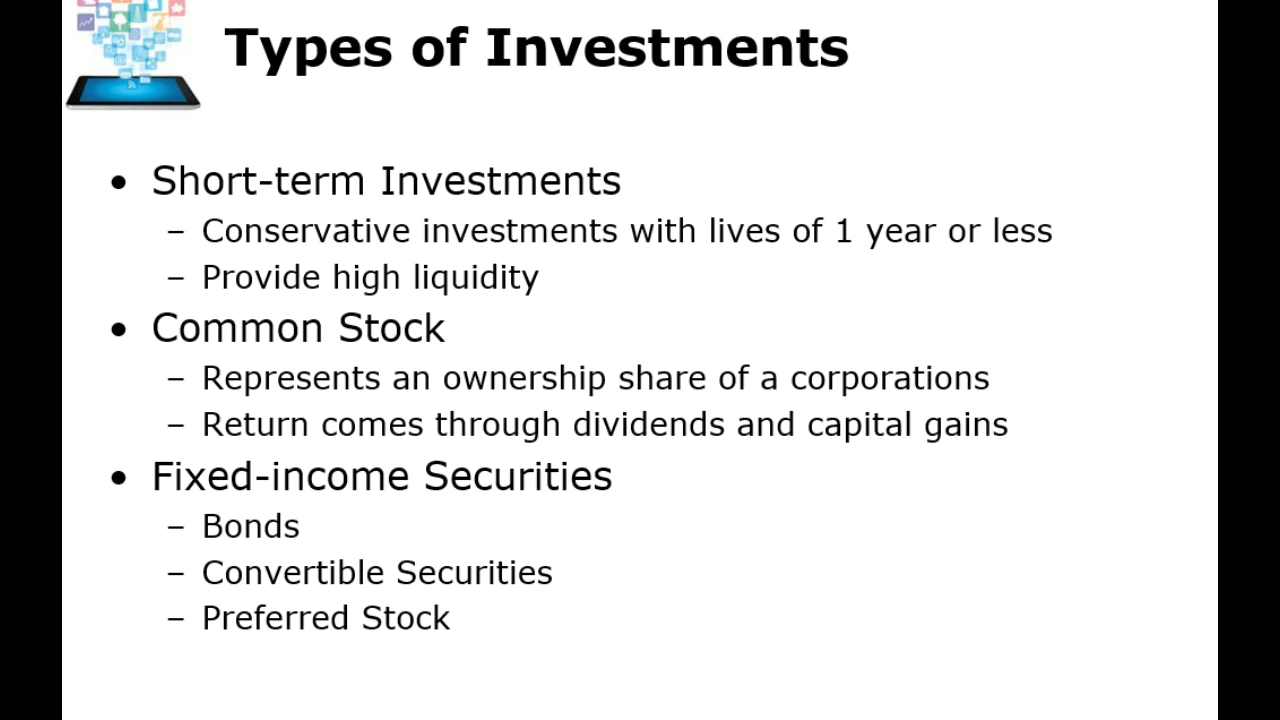 Types of Investments
• Short-term Investments
– Conservative investments with lives of 1 year or less
– Provide high liquidity
• Common Stock
– Represents an ownership share of a corporations
– Return comes through dividends and capital gains
• Fixed-income Securities
– Bonds
– Convertible Securities
– Preferred Stock